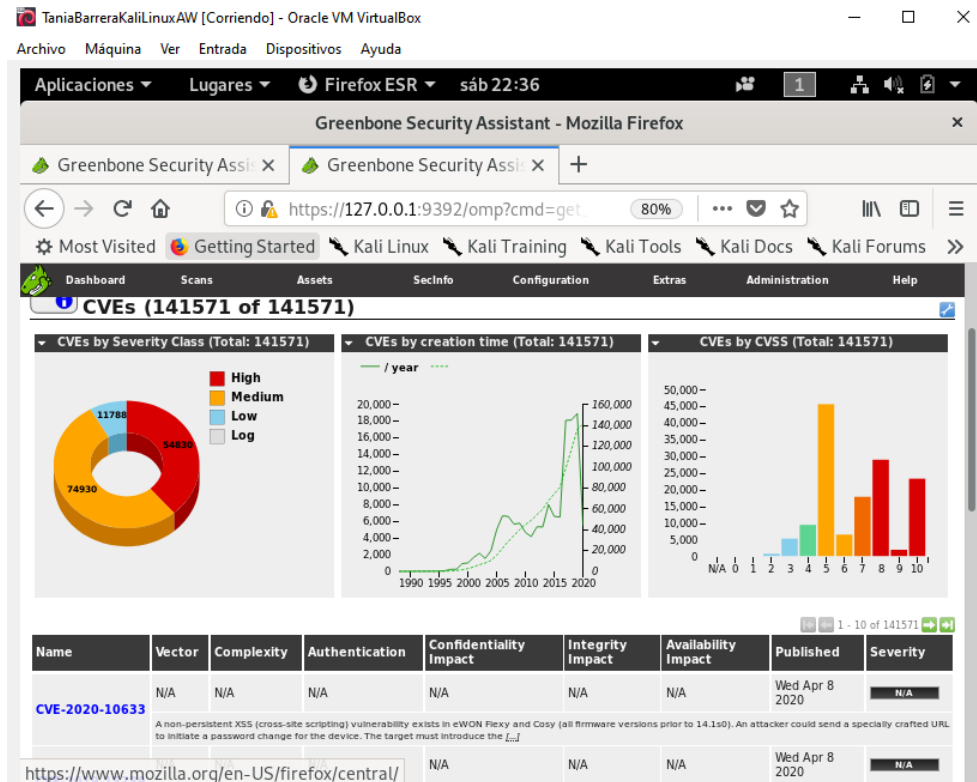 TaniaBarreraKaliLinuxAW [Corriendo] - Oracle VM VirtualBox
Archivo Máquina Ver Entrada Dispositivos Ayuda
Aplicaciones Lugares Firefox ESR sáb 22:36 1
Greenbone Security Assistant - Mozilla Firefox
Greenbone Security Assis Greenbone Security Assis
https://127.0.0.1:9392/omp?cmd=get_ 80%
Most Visited Getting Started Kali Linux Kali Training Kali Tools Kali Docs Kali Forums
Dashboard Scans Assets SecInfo Configuration Extras Administration Help
CVEs (141571 of 141571)
CVEs by Severity Class (Total: 141571)
High
Medium
Low
Log
11788
54830
74930
CVEs by creation time (Total: 141571)
/ year
20,000
18,000
16,000
14,000
12,000
10,000
8,000
6,000
4,000
2,000
0
160,000
140,000
120,000
100,000
80,000
60,000
40,000
20,000
0
1990 1995 2000 2005 2010 2015 2020
CVEs by CVSS (Total: 141571)
50,000
45,000
40,000
35,000
30,000
25,000
20,000
15,000
10,000
5,000
0
N/A 0 1 2 3 4 5 6 7 8 9 10
1 - 10 of 141571
Name Vector Complexity Authentication Confidentiality Impact Integrity Impact Availability Impact Published Severity
CVE-2020-10633 N/A N/A N/A N/A N/A N/A Wed Apr 8 2020 N/A
A non-persistent XSS (cross-site scripting) vulnerability exists in eWON Flexy and Cosy (all firmware versions prior to 14.1s0). An attacker could send a specially crafted URL
to initiate a password change for the device. The target must introduce the [...]
N/A N/A N/A Wed Apr 8 2020 N/A
https://www.mozilla.org/en-US/firefox/central/